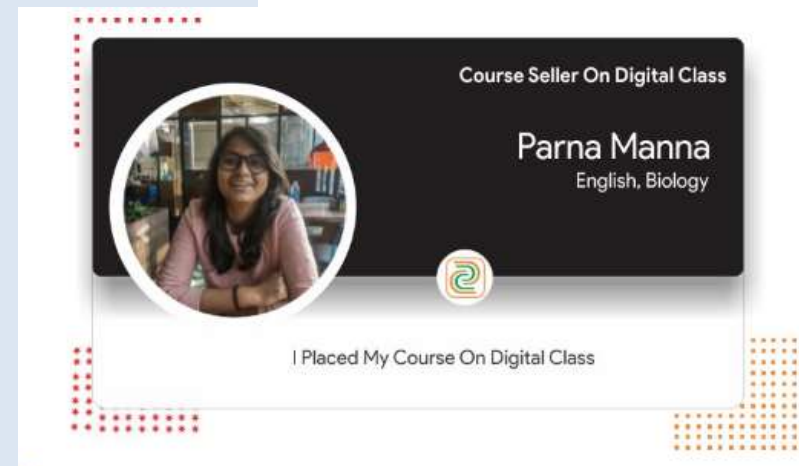 Course Seller On Digital Class
Parna Manna
English, Biology
I Placed My Course On Digital Class